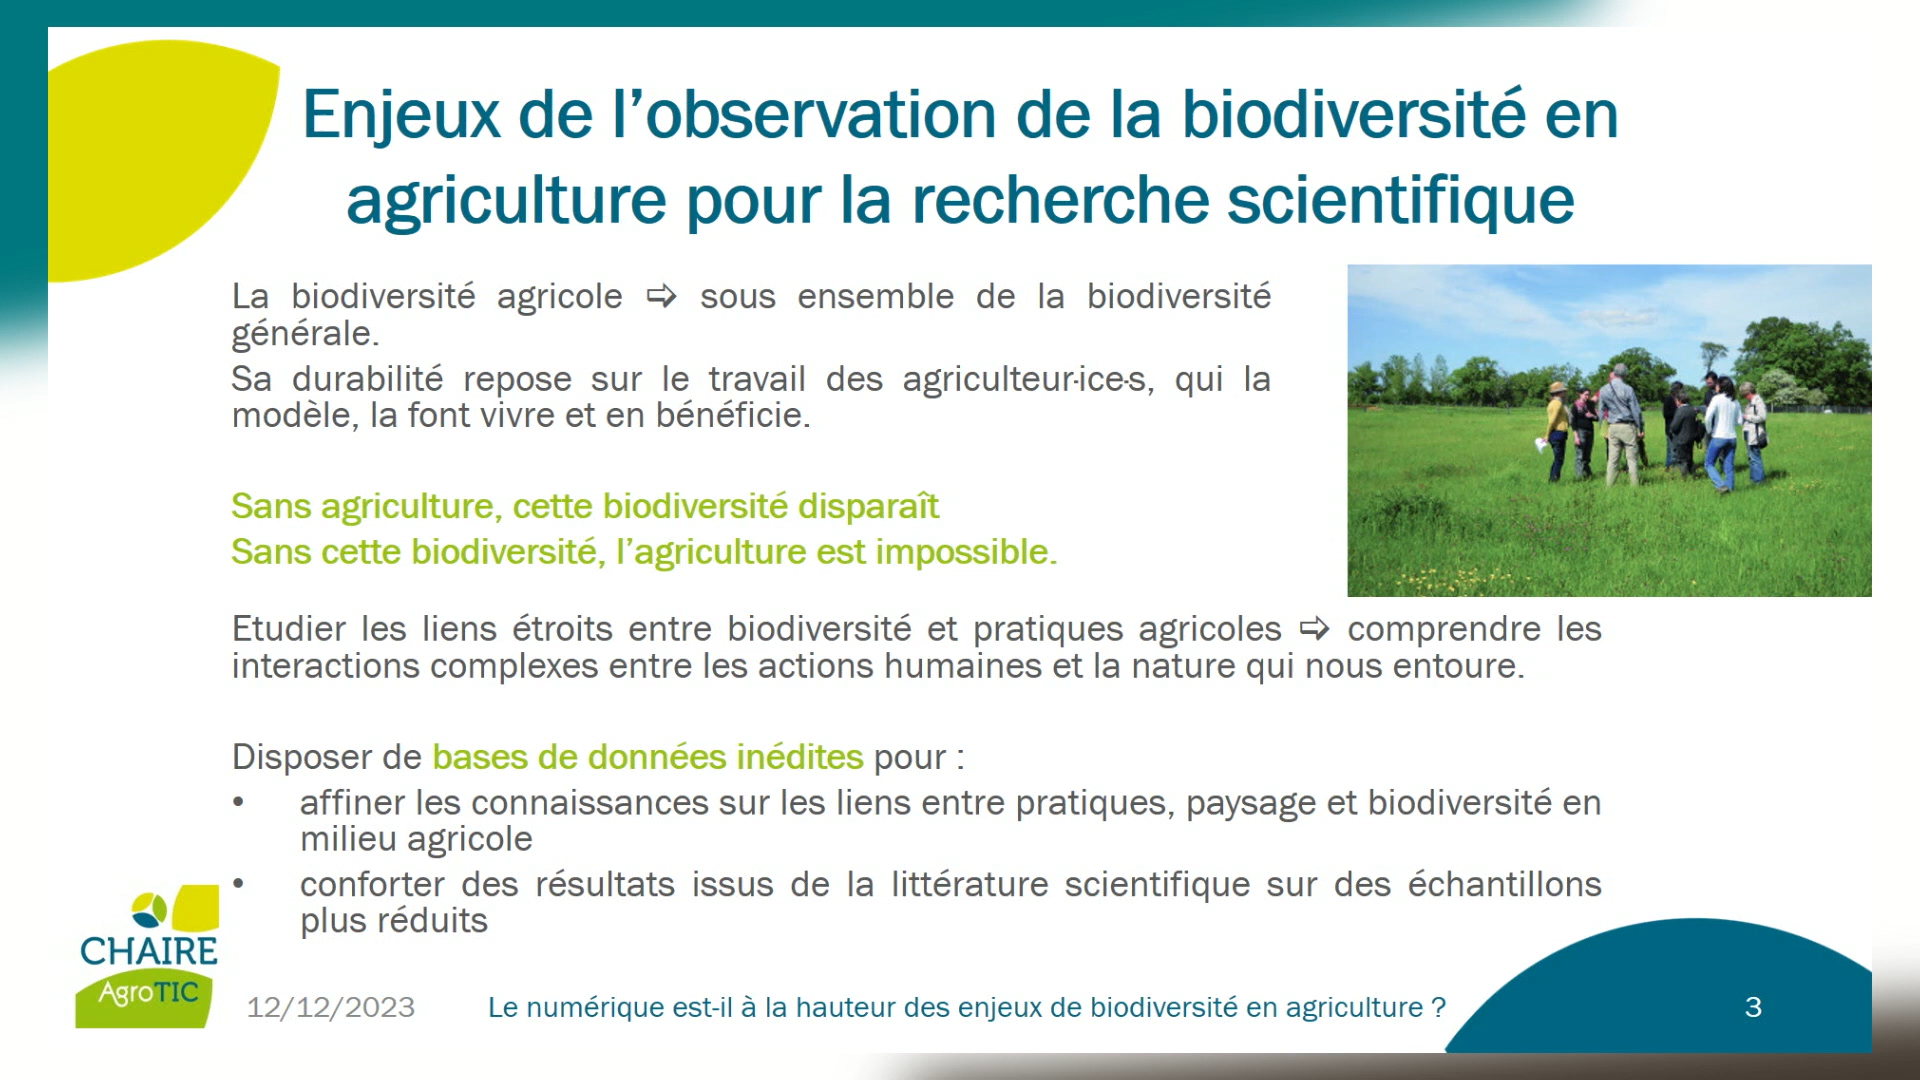 Enjeux de l’observation de la biodiversité en
agriculture pour la recherche scientifique
La biodiversité agricole ⇨ sous ensemble de la biodiversité
générale.
Sa durabilité repose sur le travail des agriculteur·ice·s, qui la
modèle, la font vivre et en bénéficie.
Sans agriculture, cette biodiversité disparaît
Sans cette biodiversité, l’agriculture est impossible.
Etudier les liens étroits entre biodiversité et pratiques agricoles ⇨ comprendre les
interactions complexes entre les actions humaines et la nature qui nous entoure.
Disposer de bases de données inédites pour :
• affiner les connaissances sur les liens entre pratiques, paysage et biodiversité en
milieu agricole
• conforter des résultats issus de la littérature scientifique sur des échantillons
plus réduits
CHAIRE
AgroTIC
12/12/2023
Le numérique est-il à la hauteur des enjeux de biodiversité en agriculture ?
3